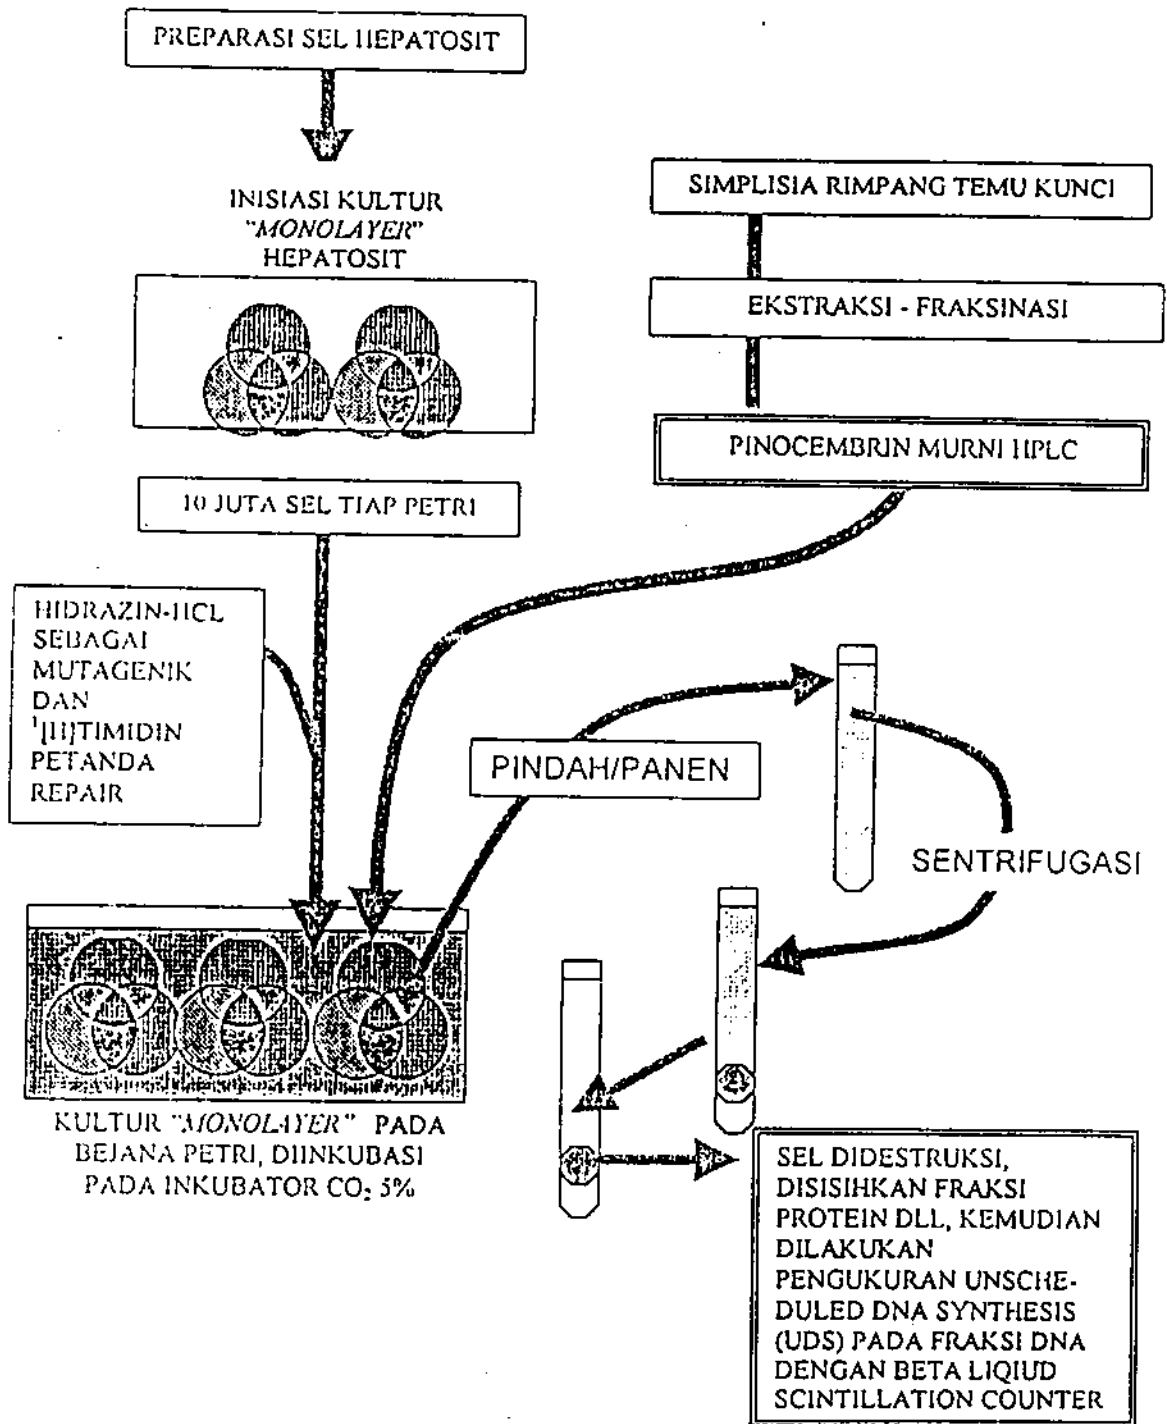 PREPARASI SEL HEPATOSIT
INISIASI KULTUR
"MONOLAYER"
HEPATOSIT
10 JUTA SEL TIAP PETRI
SIMPLISIA RIMPANG TEMU KUNCI
EKSTRAKSI - FRAKSINASI
PINOCEMBRIN MURNI HPLC
HIDRAZIN-HCL
SEBAGAI
MUTAGENIK
DAN
¹[H]TIMIDIN
PETANDA
REPAIR
PINDAH/PANEN
SENTRIFUGASI
KULTUR "MONOLAYER" PADA
BEJANA PETRI, DIINKUBASI
PADA INKUBATOR CO₂ 5%
SEL DIDESTRUKSI,
DISISIHKAN FRAKSI
PROTEIN DLL, KEMUDIAN
DILAKUKAN
PENGUKURAN UNSCHE-
DULED DNA SYNTHESIS
(UDS) PADA FRAKSI DNA
DENGAN BETA LIQIUD
SCINTILLATION COUNTER